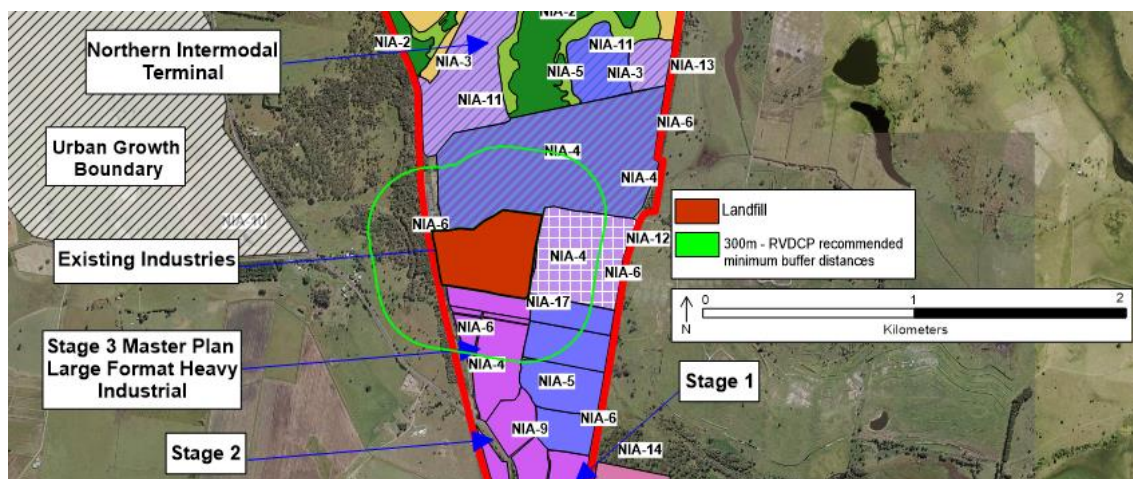 NIA-2
NIA-2
Northern Intermodal
Terminal
NIA-3
NIA-11
NIA-5
NIA-3
NIA-13
NIA-11
NIA-6
Urban Growth
Boundary
NIA-4
NIA-4
NIA-10
NIA-6
Landfill
300m - RVDCP recommended
minimum buffer distances
NIA-12
Existing Industries
NIA-4
NIA-6
NIA-17
0 1 2
N
Kilometers
NIA-6
Stage 3 Master Plan
Large Format Heavy
Industrial
NIA-4
NIA-5
Stage 1
NIA-6
NIA-9
Stage 2
NIA-14